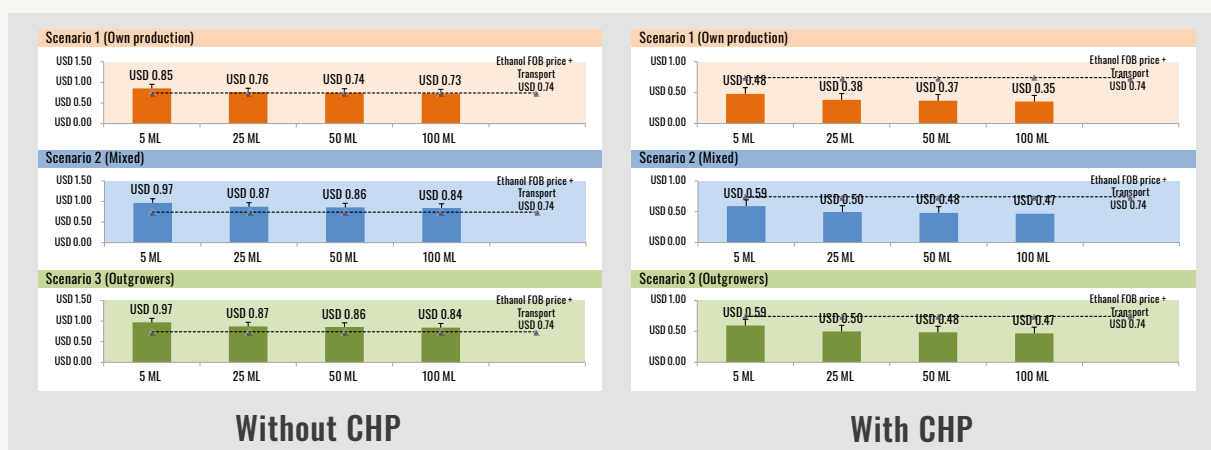 Scenario 1 (Own production)
USD 1.50
USD 1.00
USD 0.50
USD 0.00
USD 0.85
USD 0.76
USD 0.74
USD 0.73
Ethanol FOB price +
Transport
USD 0.74
5 ML
25 ML
50 ML
100 ML
Scenario 2 (Mixed)
USD 1.50
USD 1.00
USD 0.50
USD 0.00
USD 0.97
USD 0.87
USD 0.86
USD 0.84
Ethanol FOB price +
Transport
USD 0.74
5 ML
25 ML
50 ML
100 ML
Scenario 3 (Outgrowers)
USD 1.50
USD 1.00
USD 0.50
USD 0.00
USD 0.97
USD 0.87
USD 0.86
USD 0.84
Ethanol FOB price +
Transport
USD 0.74
5 ML
25 ML
50 ML
100 ML
Without CHP
Scenario 1 (Own production)
USD 1.00
USD 0.50
USD 0.00
USD 0.48
USD 0.38
USD 0.37
USD 0.35
Ethanol FOB price +
Transport
USD 0.74
5 ML
25 ML
50 ML
100 ML
Scenario 2 (Mixed)
USD 1.00
USD 0.50
USD 0.00
USD 0.59
USD 0.50
USD 0.48
USD 0.47
Ethanol FOB price +
Transport
USD 0.74
5 ML
25 ML
50 ML
100 ML
Scenario 3 (Outgrowers)
USD 1.00
USD 0.50
USD 0.00
USD 0.59
USD 0.50
USD 0.48
USD 0.47
Ethanol FOB price +
Transport
USD 0.74
5 ML
25 ML
50 ML
100 ML
With CHP